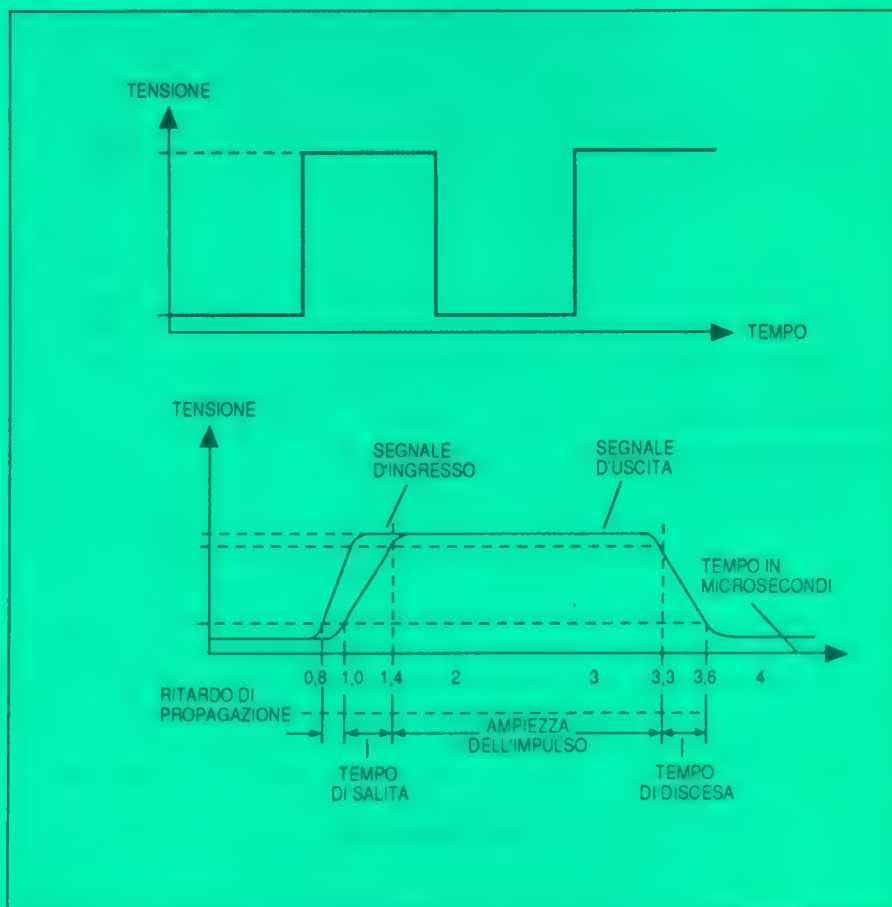 TENSIONE
TEMPO
TENSIONE
SEGNALE
D'INGRESSO
SEGNALE
D'USCITA
TEMPO IN
MICROSECONDI
0,8 1,0 1,4 2 3 3,3 3,6 4
RITARDO DI
PROPAGAZIONE
AMPIEZZA
DELL'IMPULSO
TEMPO
DI SALITA
TEMPO
DI DISCESA